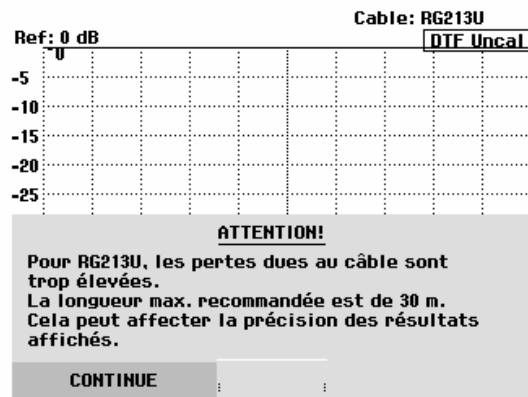 Cable: RG213U
Ref: 0 dB
DTF Uncal
-5
-10
-15
-20
-25
ATTENTION!
Pour RG213U, les pertes dues au câble sont
trop élevées.
La longueur max. recommandée est de 30 m.
Cela peut affecter la précision des résultats
affichés.
CONTINUE